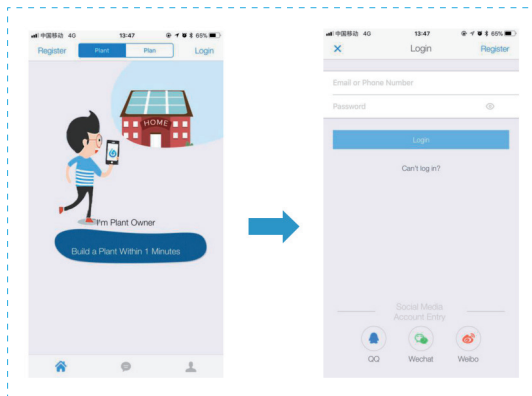 中国移动 4G 13:47 65%
Register Plant Plan Login
HOME
I'm Plant Owner
Build a Plant Within 1 Minutes
中国移动 4G 13:47 65%
Login Register
Email or Phone Number
Password
Login
Can't log in?
Social Media
Account Entry
QQ Wechat Weibo